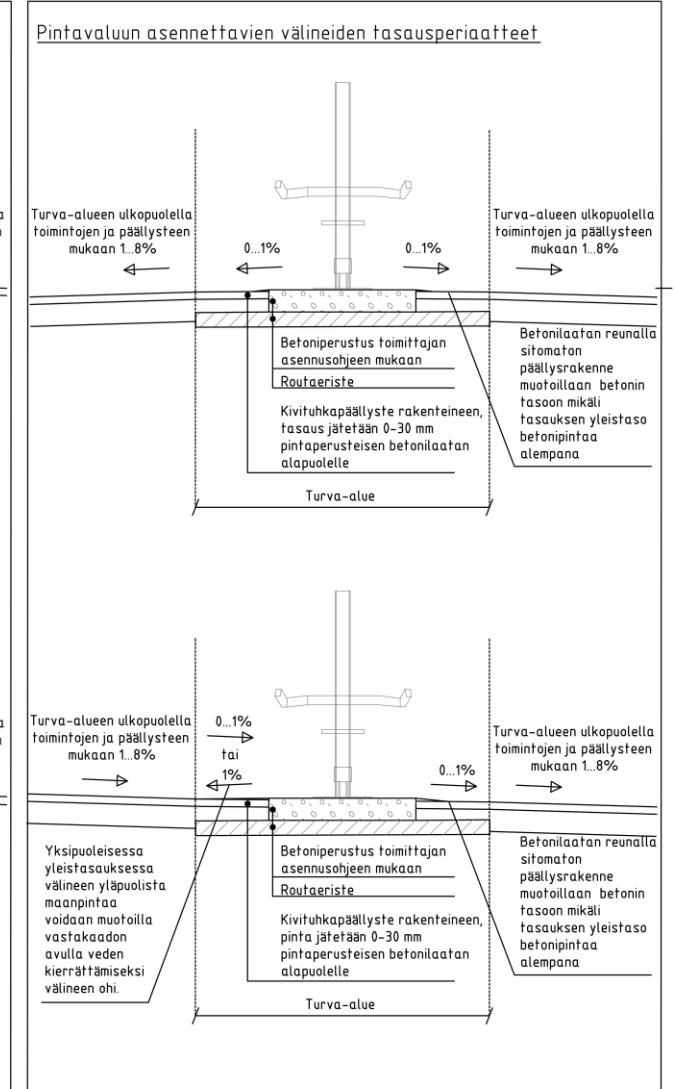 Pintavaluun asennettavien välineiden tasausperiaatteet
Turva-alueen ulkopuolella
toimintojen ja päällysteen
mukaan 1...8%
0...1%
0...1%
Turva-alueen ulkopuolella
toimintojen ja päällysteen
mukaan 1...8%
Betoniperustus toimittajan
asennusohjeen mukaan
Routaeriste
Kivituhkapäällyste rakenteineen,
tasaus jätetään 0-30 mm
pintaperusteisen betonilaatan
alapuolelle
Betonilaatan reunalla
sitomaton
päällysrakenne
muotoillaan betonin
tasoon mikäli
tasauksen yleistaso
betonipintaa
alempana
Turva-alue
Turva-alueen ulkopuolella
toimintojen ja päällysteen
mukaan 1...8%
0...1%
tai
1%
0...1%
Turva-alueen ulkopuolella
toimintojen ja päällysteen
mukaan 1...8%
Yksipuoleisessa
yleistasauksessa
välineen yläpuolista
maanpintaa
voidaan muotoilla
vastakaadon
avulla veden
kierrättämiseksi
välineen ohi.
Betoniperustus toimittajan
asennusohjeen mukaan
Routaeriste
Kivituhkapäällyste rakenteineen,
pinta jätetään 0-30 mm
pintaperusteisen betonilaatan
alapuolelle
Betonilaatan reunalla
sitomaton
päällysrakenne
muotoillaan betonin
tasoon mikäli
tasauksen yleistaso
betonipintaa
alempana
Turva-alue